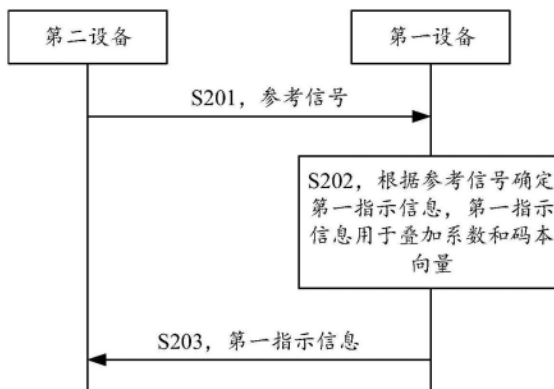 第二设备
第一设备
S201，参考信号
S202，根据参考信号确定
第一指示信息，第一指示
信息用于叠加系数和码本
向量
S203，第一指示信息